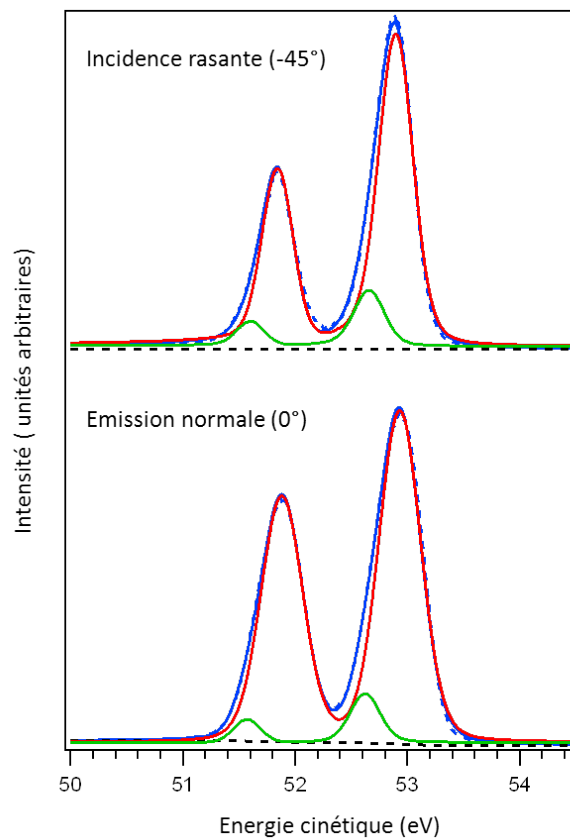 Incidence rasante (-45°)
Intensité ( unités arbitraires)
Emission normale (0°)
50 51 52 53 54
Energie cinétique (eV)